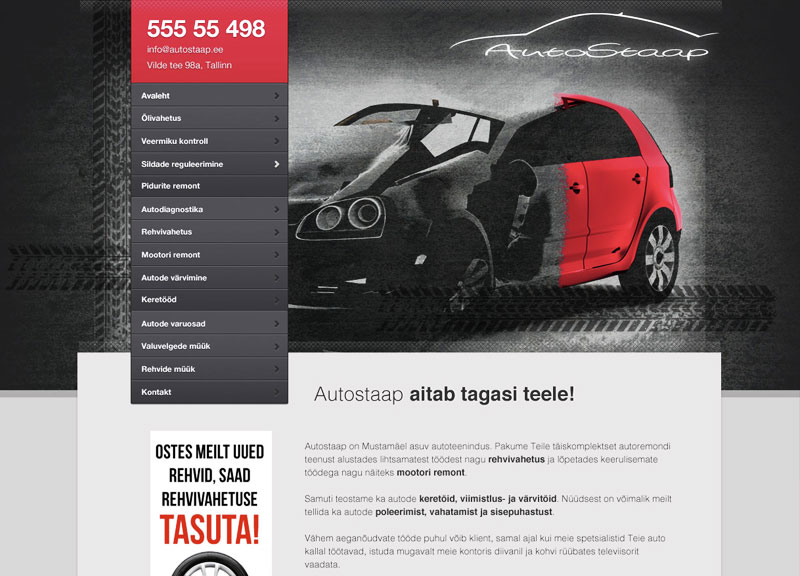 555 55 498
info@autostaap.ee
Vilde tee 98a, Tallinn
AutoStaap
Avaleht
Õlivahetus
Veermiku kontroll
Sildade reguleerimine
Pidurite remont
Autodiagnostika
Rehvivahetus
Mootori remont
Autode värvimine
Keretööd
Autode varuosad
Valuvelgede müük
Rehvide müük
Kontakt
Autostaap aitab tagasi teele!
OSTES MEILT UUED
REHVID, SAAD
REHVIVAHETUSE
TASUTA!
Autostaap on Mustamäel asuv autoteenindus. Pakume Teile täiskomplektset autoremondi
teenust alustades lihtsamatest töödest nagu rehvivahetus ja lõpetades keerulisemate
töödega nagu näiteks mootori remont.
Samuti teostame ka autode keretöid, viimistlus- ja värvitöid. Nüüdsest on võimalik meilt
tellida ka autode poleerimist, vahatamist ja sisepuhastust.
Vähem aeganõudvate tööde puhul võib klient, samal ajal kui meie spetsialistid Teie auto
kallal töötavad, istuda mugavalt meie kontoris diivanil ja kohvi rüübates televiisorit
vaadata.